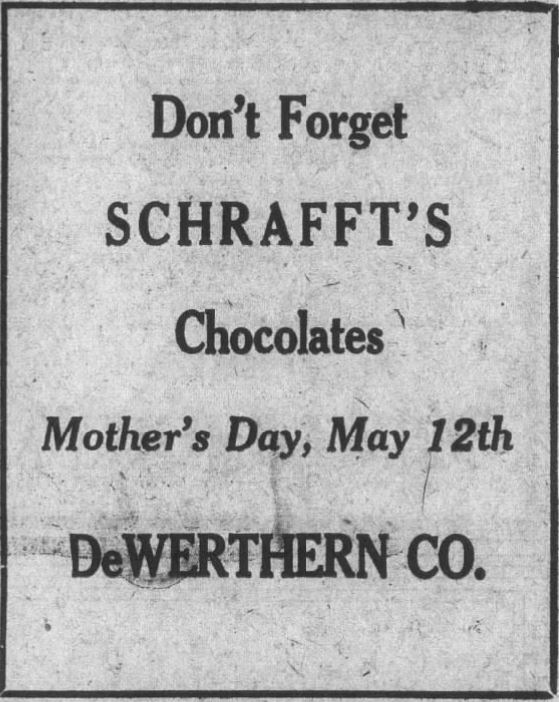 Don't Forget
SCHRAFFT'S
Chocolates
Mother's Day, May 12th
DeWERTHERN CO.